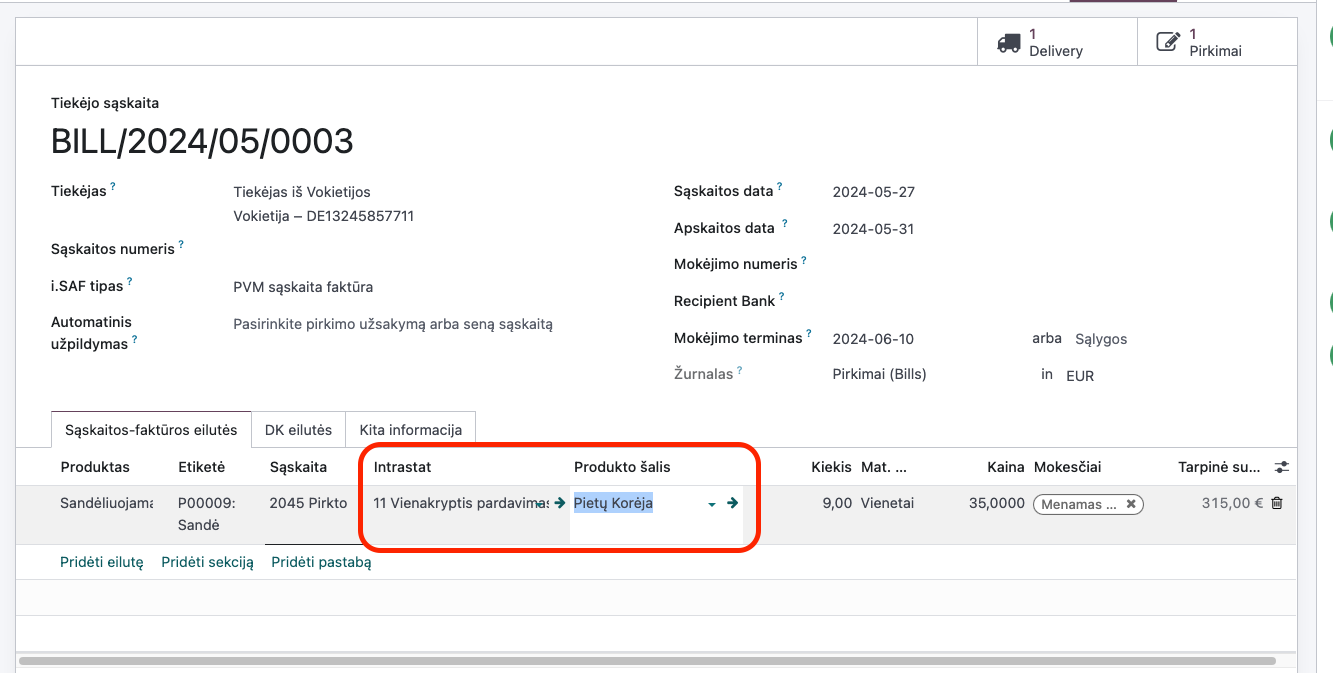 1
Delivery
1
Pirkimai
Tiekėjo sąskaita
BILL/2024/05/0003
Tiekėjas ?
Tiekėjas iš Vokietijos
Vokietija – DE13245857711
Sąskaitos numeris ?
i.SAF tipas ?
PVM sąskaita faktūra
Automatinis
užpildymas ?
Pasirinkite pirkimo užsakymą arba seną sąskaitą
Sąskaitos data ?
2024-05-27
Apskaitos data ?
2024-05-31
Mokėjimo numeris ?
Recipient Bank ?
Mokėjimo terminas ?
2024-06-10 arba Sąlygos
Žurnalas ?
Pirkimai (Bills) in EUR
Sąskaitos-faktūros eilutės DK eilutės Kita informacija
Produktas Etiketė Sąskaita Intrastat Produkto šalis Kiekis Mat. ... Kaina Mokesčiai Tarpinė su...
Sandėliuojama P00009: 2045 Pirkto 11 Vienakryptis pardavimas Pietų Korėja 9,00 Vienetai 35,0000 Menamas ... 315,00 €
Sandė
Pridėti eilutę Pridėti sekciją Pridėti pastabą